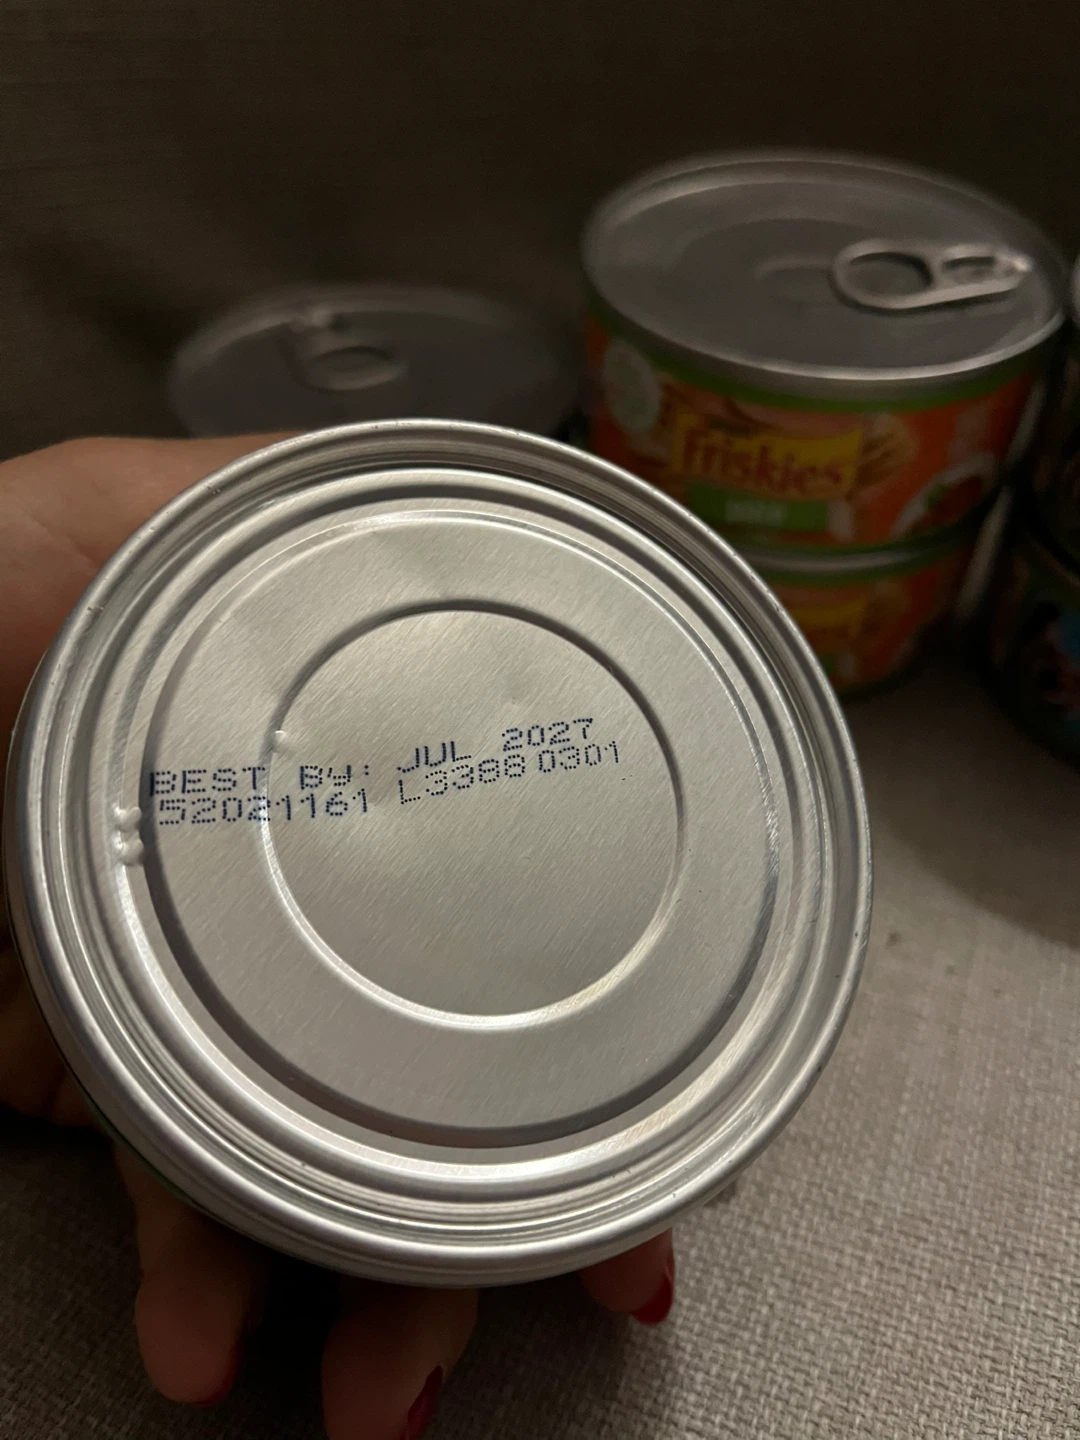 Friskies
BEST BY: JUL 2027
52021161 L3388 0301